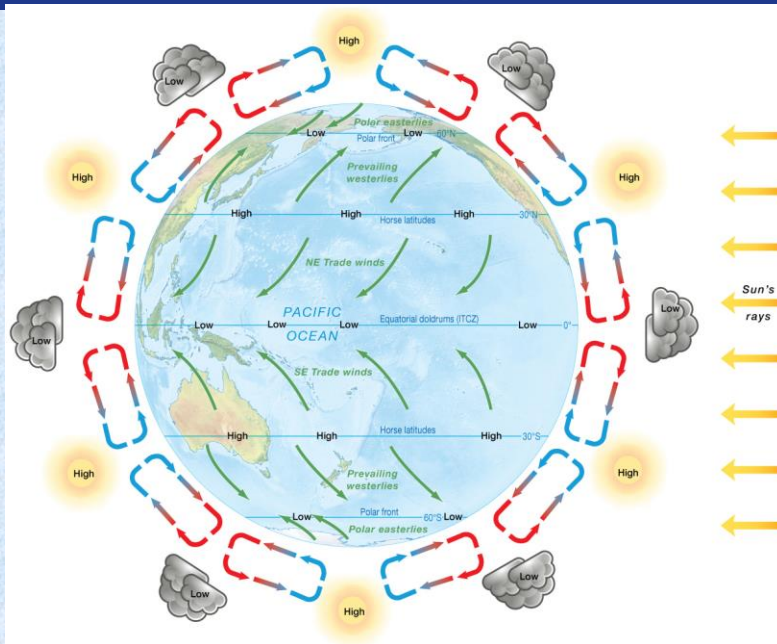 High
Low
Low
Polar easterlies
Low
Low
60°N
Polar front
Prevailing
westerlies
High
High
High
High
High
30°N
Horse latitudes
NE Trade winds
Sun's
rays
PACIFIC
OCEAN
Low
Low
Low
Low
Equatorial doldrums (ITCZ)
Low
0°
Low
SE Trade winds
Horse latitudes
High
High
High
30°S
High
High
Prevailing
westerlies
Polar front
Low
60°S
Low
Polar easterlies
Low
Low
High